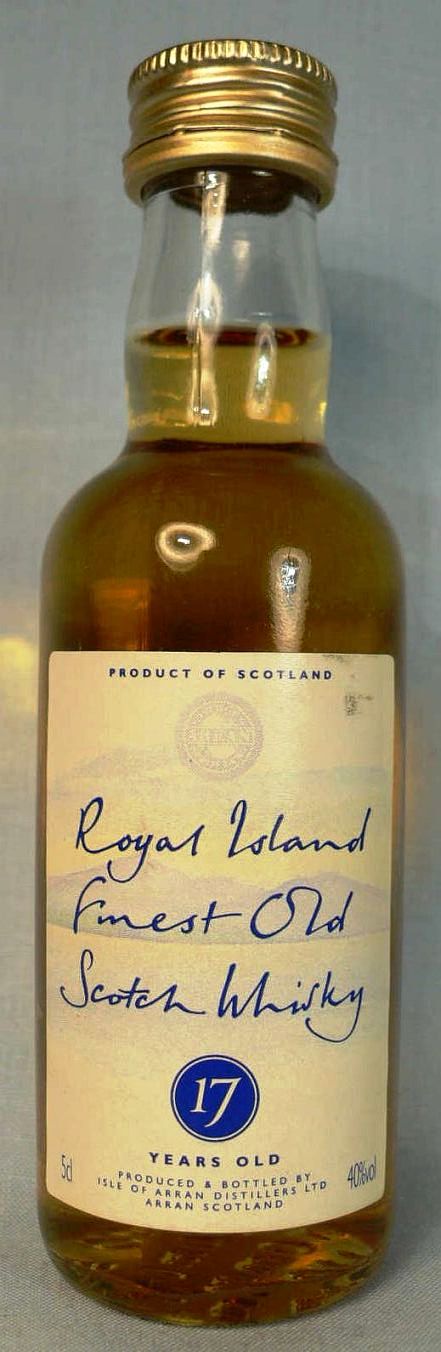 PRODUCT OF SCOTLAND
ARRAN
Royal Island
Finest Old
Scotch Whisky
17
YEARS OLD
5cl
PRODUCED & BOTTLED BY
ISLE OF ARRAN DISTILLERS LTD
ARRAN SCOTLAND
40%vol